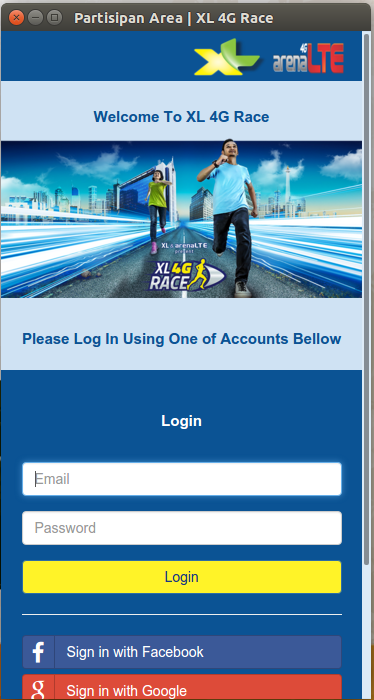 Partisipan Area | XL 4G Race
XL 4G
arenaLTE
Welcome To XL 4G Race
XL & arenaLTE
present
XL 4G
RACE
Please Log In Using One of Accounts Bellow
Login
Email
Password
Login
f Sign in with Facebook
g Sign in with Google